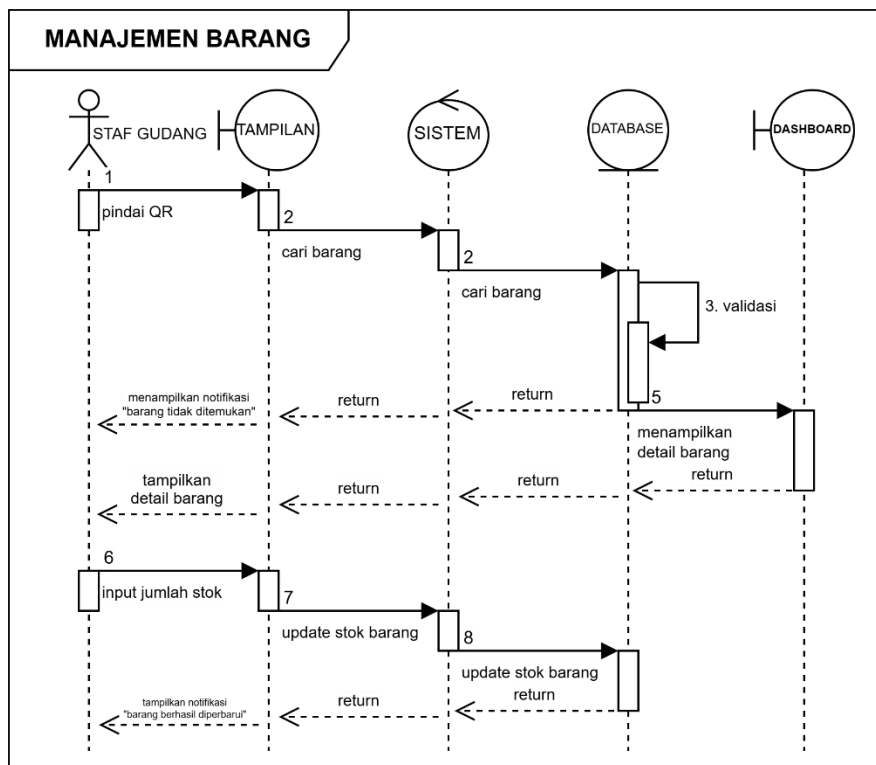 MANAJEMEN BARANG
STAF GUDANG
TAMPILAN
SISTEM
DATABASE
DASHBOARD
1
pindai QR
2
cari barang
2
cari barang
3. validasi
menampilkan notifikasi
"barang tidak ditemukan"
return
return
5
menampilkan
detail barang
tampilkan
detail barang
return
return
return
6
input jumlah stok
7
update stok barang
8
update stok barang
tampilkan notifikasi
"barang berhasil diperbarui"
return
return